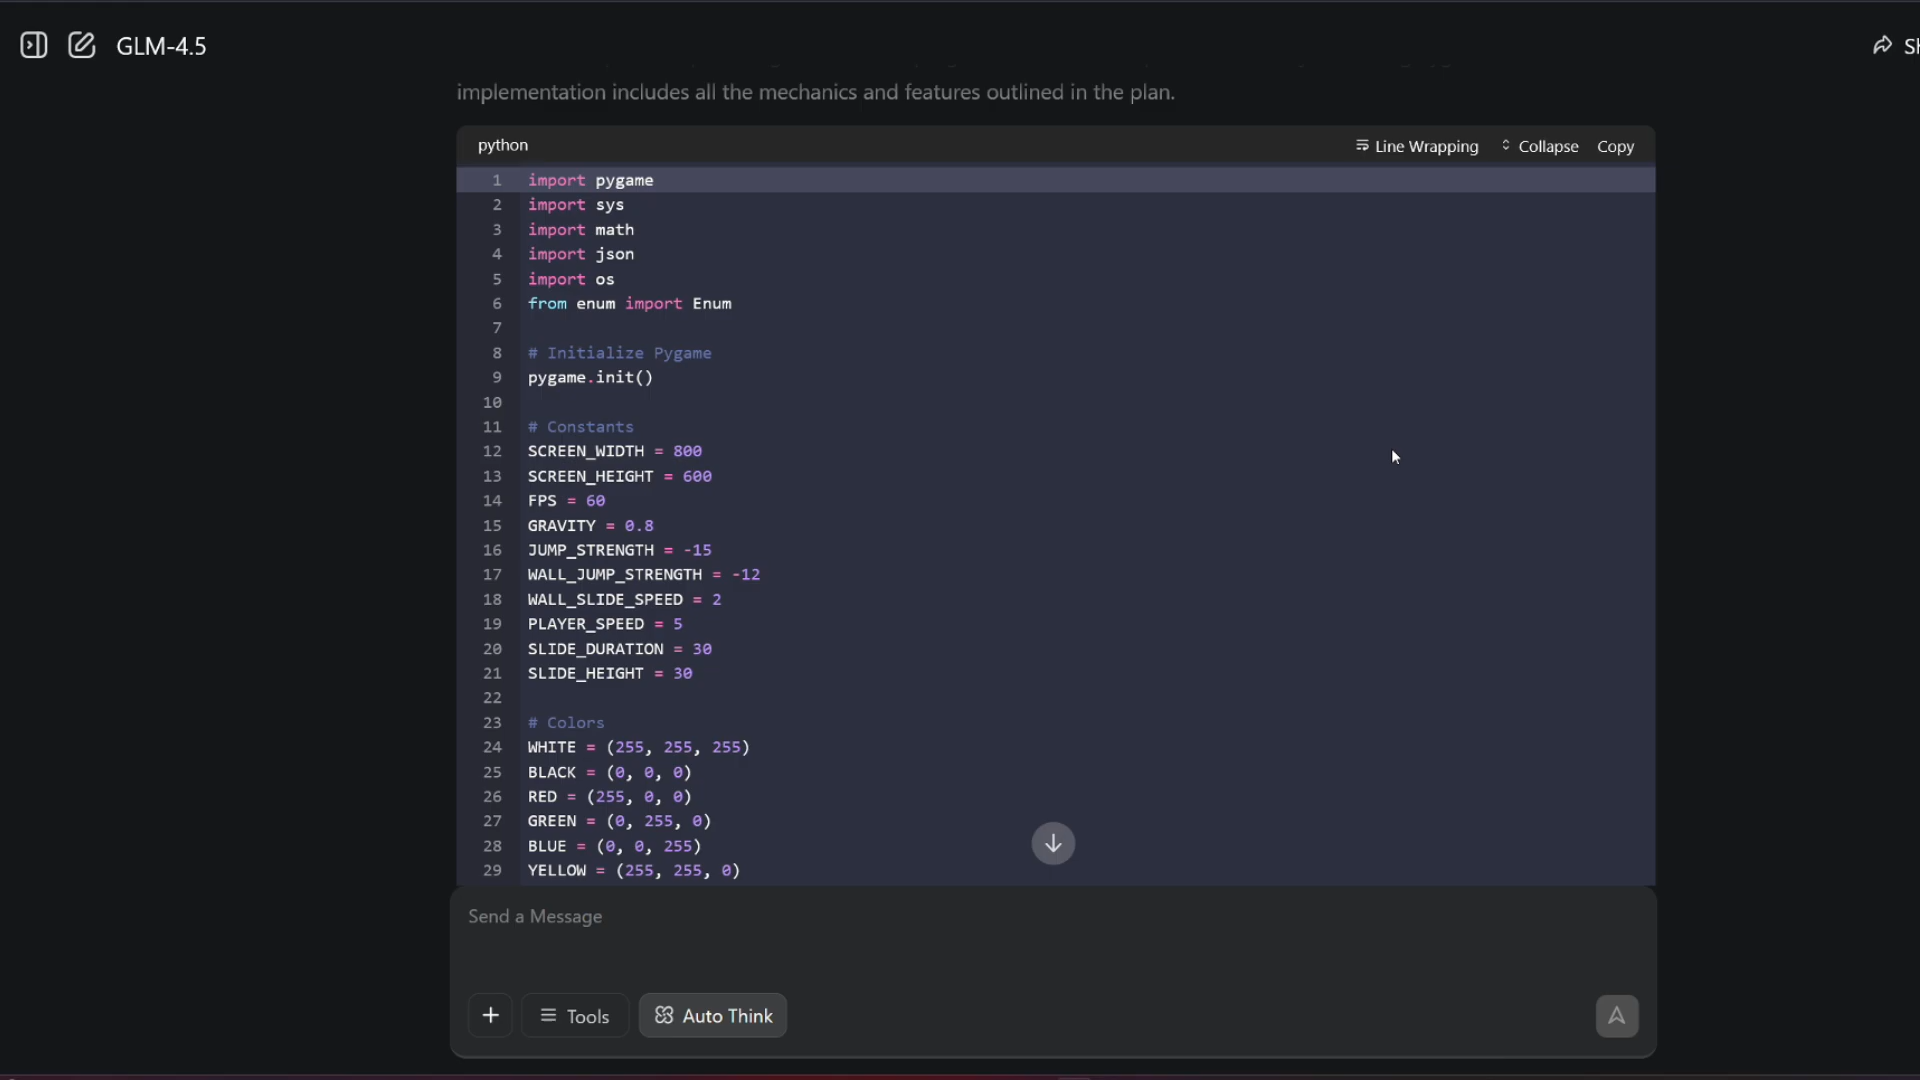 GLM-4.5
implementation includes all the mechanics and features outlined in the plan.
python
Line Wrapping
Collapse
Copy
1 import pygame
2 import sys
3 import math
4 import json
5 import os
6 from enum import Enum
7
8 # Initialize Pygame
9 pygame.init()
10
11 # Constants
12 SCREEN_WIDTH = 800
13 SCREEN_HEIGHT = 600
14 FPS = 60
15 GRAVITY = 0.8
16 JUMP_STRENGTH = -15
17 WALL_JUMP_STRENGTH = -12
18 WALL_SLIDE_SPEED = 2
19 PLAYER_SPEED = 5
20 SLIDE_DURATION = 30
21 SLIDE_HEIGHT = 30
22
23 # Colors
24 WHITE = (255, 255, 255)
25 BLACK = (0, 0, 0)
26 RED = (255, 0, 0)
27 GREEN = (0, 255, 0)
28 BLUE = (0, 0, 255)
29 YELLOW = (255, 255, 0)
Send a Message
Tools
Auto Think